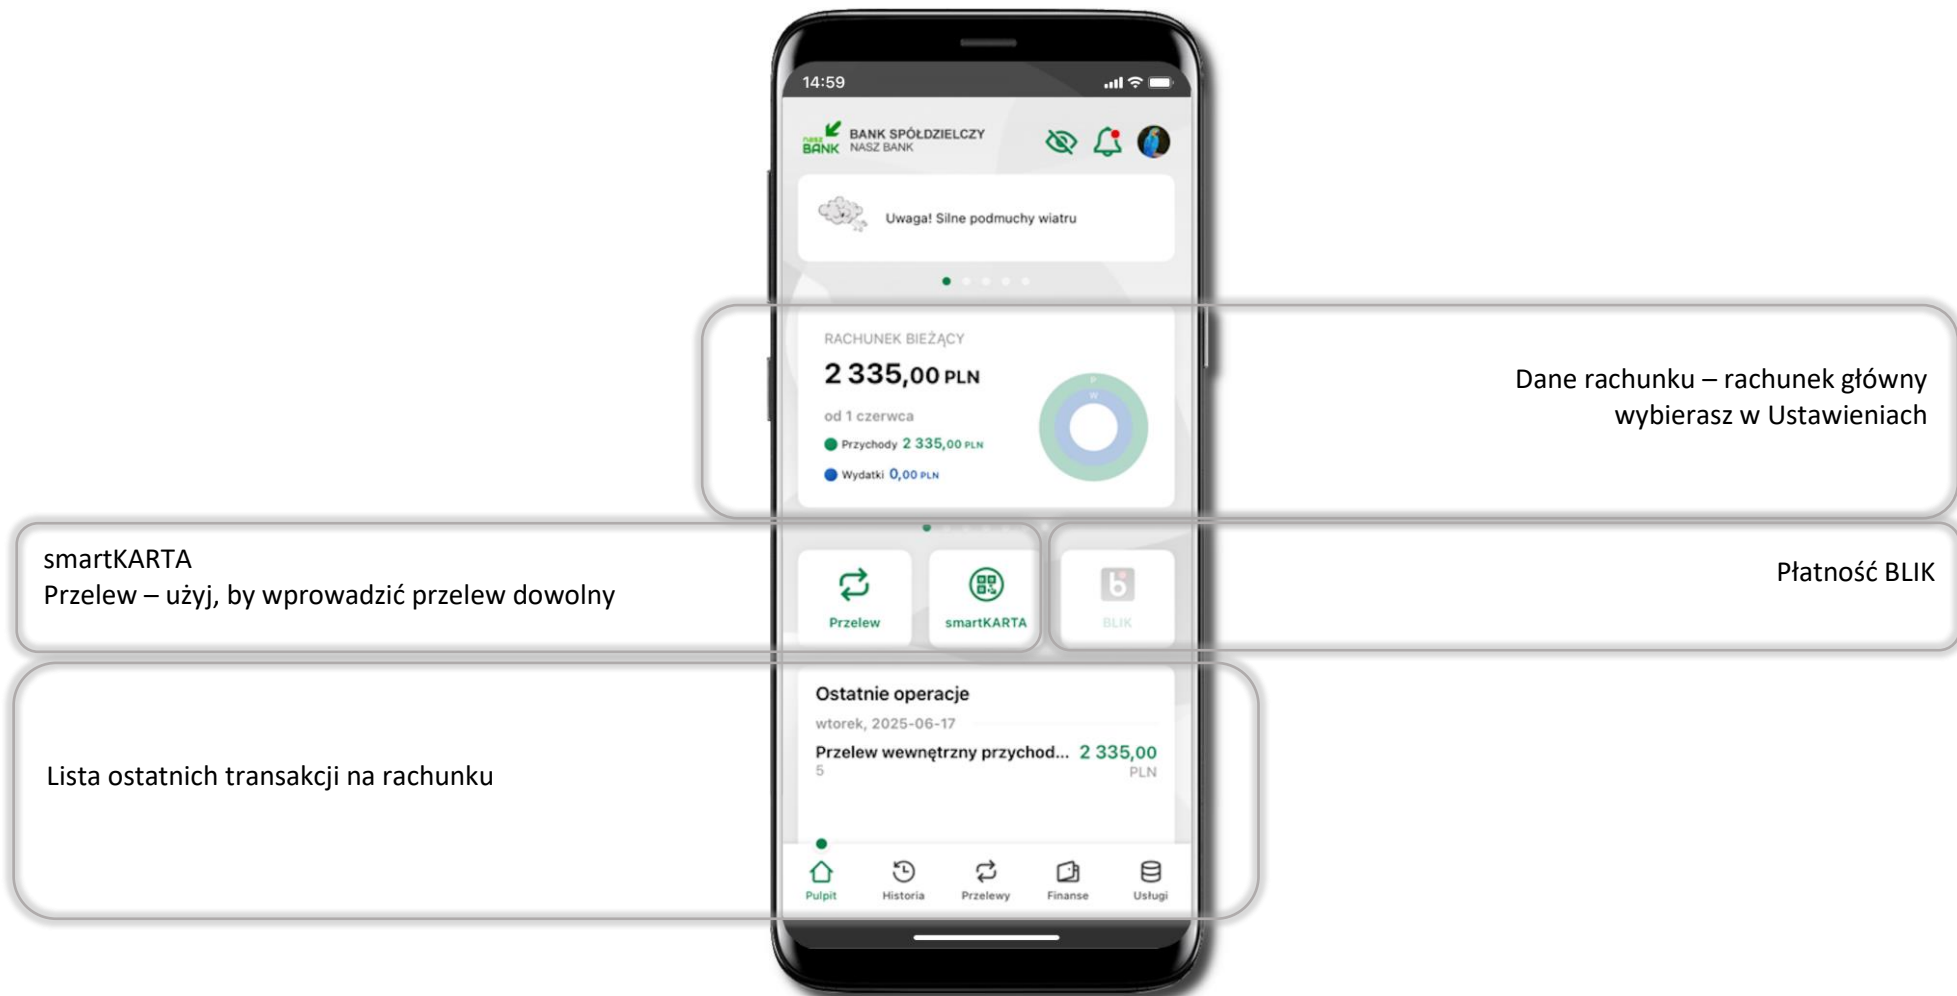 14:59
nasz
BANK
BANK SPÓŁDZIELCZY
NASZ BANK
Uwaga! Silne podmuchy wiatru
RACHUNEK BIEŻĄCY
2 335,00 PLN
od 1 czerwca
Przychody 2 335,00 PLN
Wydatki 0,00 PLN
P
W
Dane rachunku – rachunek główny
wybierasz w Ustawieniach
smartKARTA
Przelew – użyj, by wprowadzić przelew dowolny
Przelew
smartKARTA
b
BLIK
Płatność BLIK
Lista ostatnich transakcji na rachunku
Ostatnie operacje
wtorek, 2025-06-17
Przelew wewnętrzny przychod... 2 335,00
5 PLN
Pulpit
Historia
Przelewy
Finanse
Usługi